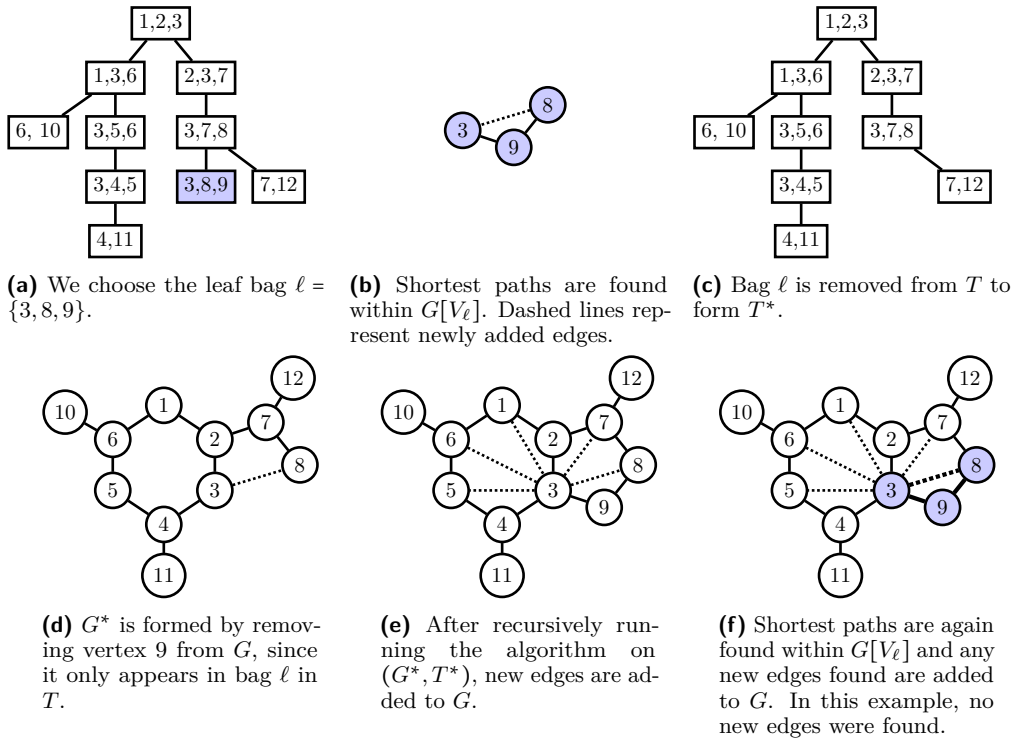 1,2,3
1,3,6
2,3,7
6, 10
3,5,6
3,7,8
3,4,5
3,8,9
7,12
4,11
(a) We choose the leaf bag ℓ =
{3, 8, 9}.
8
3
9
(b) Shortest paths are found
within G[Vℓ]. Dashed lines rep-
resent newly added edges.
1,2,3
1,3,6
2,3,7
6, 10
3,5,6
3,7,8
3,4,5
7,12
4,11
(c) Bag ℓ is removed from T to
form T*.
12
10
1
7
6
2
8
5
3
4
11
(d) G* is formed by remov-
ing vertex 9 from G, since
it only appears in bag ℓ in
T.
12
10
1
7
6
2
8
5
3
9
4
11
(e) After recursively run-
ning the algorithm on
(G*, T*), new edges are ad-
ded to G.
12
10
1
7
6
2
8
5
3
9
4
11
(f) Shortest paths are again
found within G[Vℓ] and any
new edges found are added
to G. In this example, no
new edges were found.